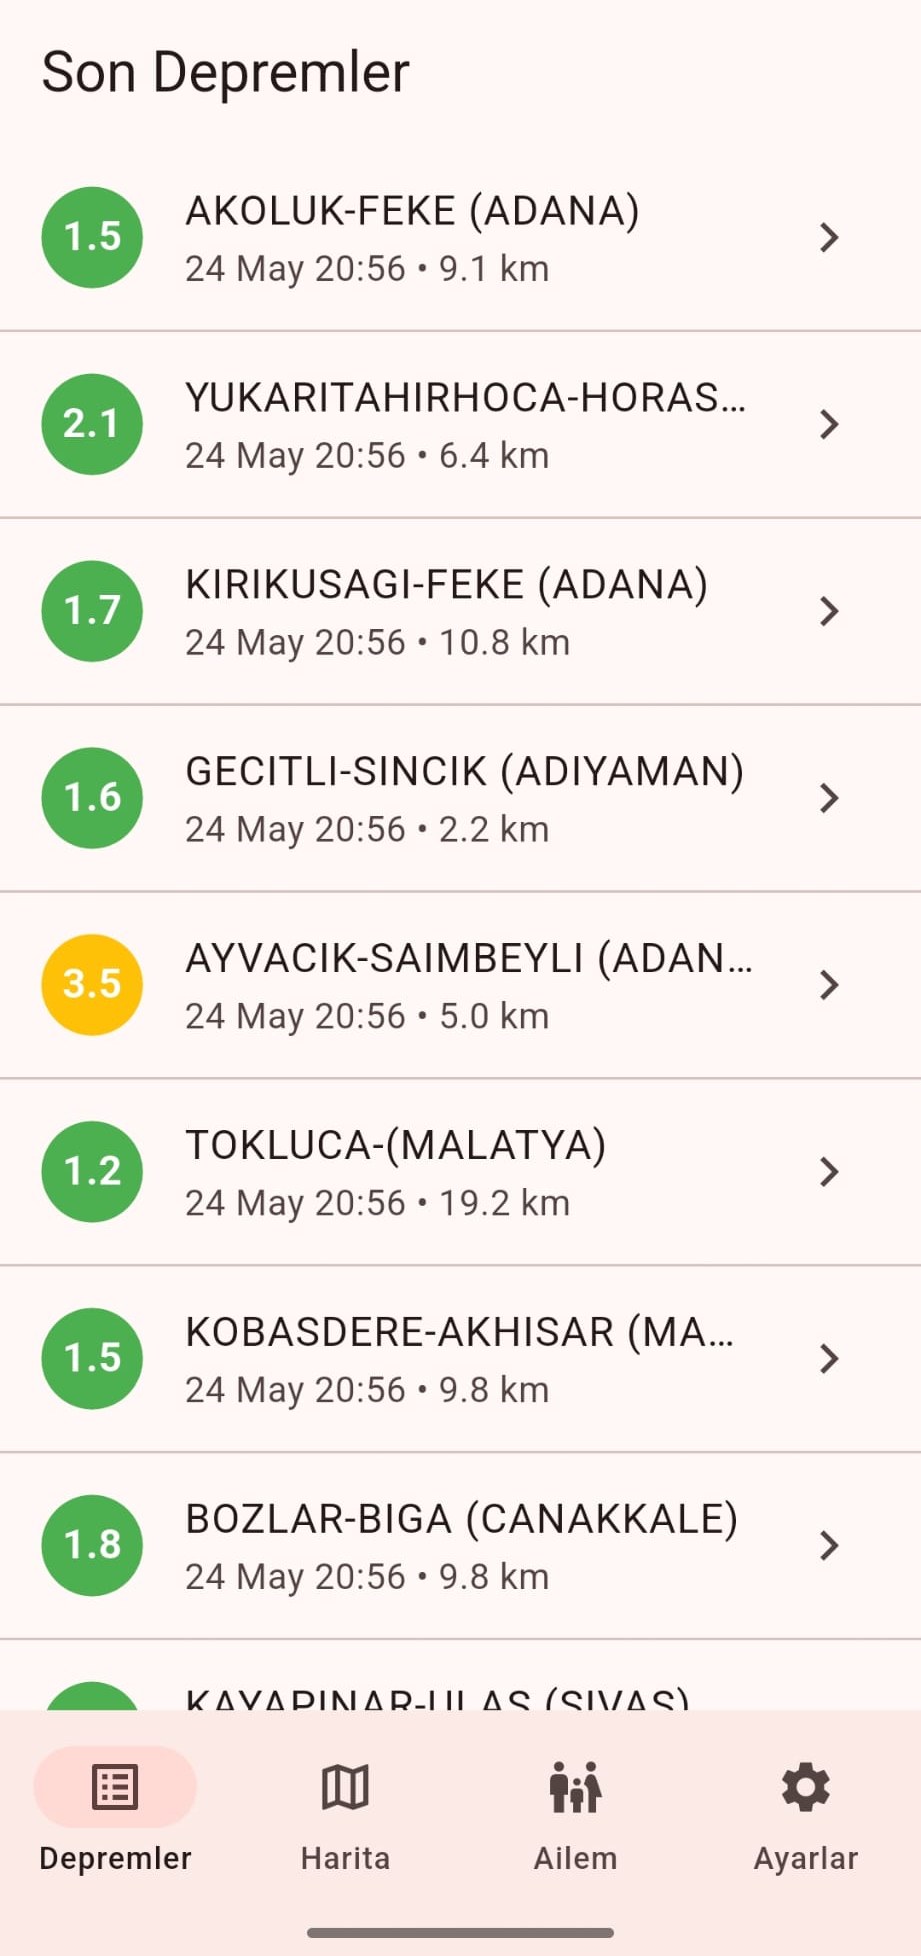 Son Depremler
1.5
AKOLUK-FEKE (ADANA)
24 May 20:56 • 9.1 km
2.1
YUKARITAHIRHOCA-HORAS...
24 May 20:56 • 6.4 km
1.7
KIRIKUSAGI-FEKE (ADANA)
24 May 20:56 • 10.8 km
1.6
GECITLI-SINCIK (ADIYAMAN)
24 May 20:56 • 2.2 km
3.5
AYVACIK-SAIMBEYLI (ADAN...
24 May 20:56 • 5.0 km
1.2
TOKLUCA-(MALATYA)
24 May 20:56 • 19.2 km
1.5
KOBASDERE-AKHISAR (MA...
24 May 20:56 • 9.8 km
1.8
BOZLAR-BIGA (CANAKKALE)
24 May 20:56 • 9.8 km
KAYAPINAR-ULAS (SIVAS)
Depremler
Harita
Ailem
Ayarlar